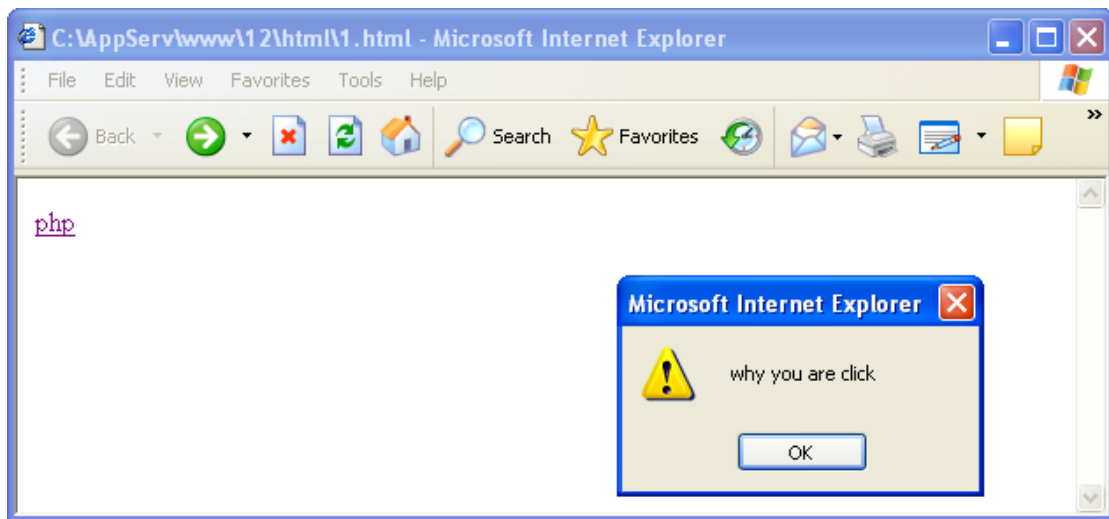 C:\AppServ\www\12\html\1.html - Microsoft Internet Explorer
File Edit View Favorites Tools Help
Back Search Favorites »
php
Microsoft Internet Explorer
why you are click
OK